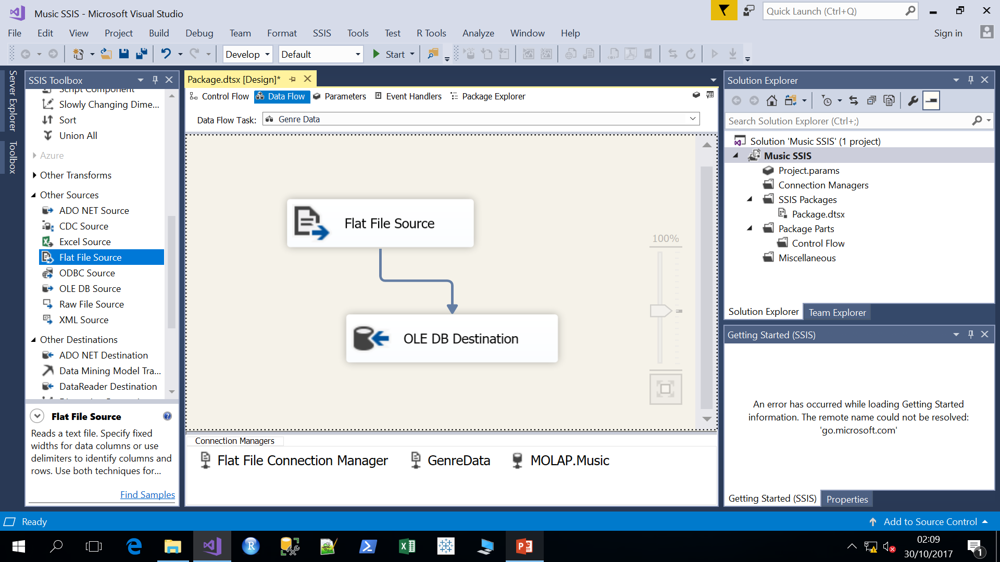 Music SSIS - Microsoft Visual Studio
Quick Launch (Ctrl+Q)
File Edit View Project Build Debug Team Format SSIS Tools Test R Tools Analyze Window Help
Sign in
Develop Default Start
Server Explorer
Toolbox
SSIS Toolbox
Script Component
Slowly Changing Dime...
Sort
Union All
Azure
Other Transforms
Other Sources
ADO NET Source
CDC Source
Excel Source
Flat File Source
ODBC Source
OLE DB Source
Raw File Source
XML Source
Other Destinations
ADO NET Destination
Data Mining Model Tra...
DataReader Destination
Flat File Source
Reads a text file. Specify fixed
widths for data columns or use
delimiters to identify columns and
rows. Use both techniques for...
Find Samples
Package.dtsx [Design]*
Control Flow Data Flow Parameters Event Handlers Package Explorer
Data Flow Task: Genre Data
Flat File Source
OLE DB Destination
100%
Connection Managers
Flat File Connection Manager GenreData MOLAP.Music
Solution Explorer
Search Solution Explorer (Ctrl+;)
Solution 'Music SSIS' (1 project)
Music SSIS
Project.params
Connection Managers
SSIS Packages
Package.dtsx
Package Parts
Control Flow
Miscellaneous
Solution Explorer Team Explorer
Getting Started (SSIS)
An error has occurred while loading Getting Started
information. The remote name could not be resolved:
'go.microsoft.com'
Getting Started (SSIS) Properties
Ready
Add to Source Control
02:09
30/10/2017
1